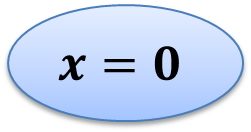 x = 0